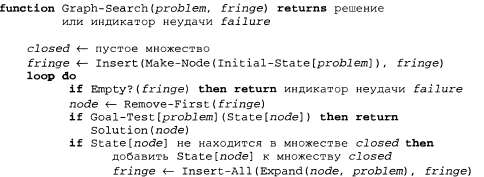 function Graph-Search(problem, fringe) returns решение
или индикатор неудачи failure
closed ← пустое множество
fringe ← Insert(Make-Node(Initial-State[problem]), fringe)
loop do
if Empty?(fringe) then return индикатор неудачи failure
node ← Remove-First(fringe)
if Goal-Test[problem](State[node]) then return
Solution(node)
if State[node] не находится в множестве closed then
добавить State[node] к множеству closed
fringe ← Insert-All(Expand(node, problem), fringe)